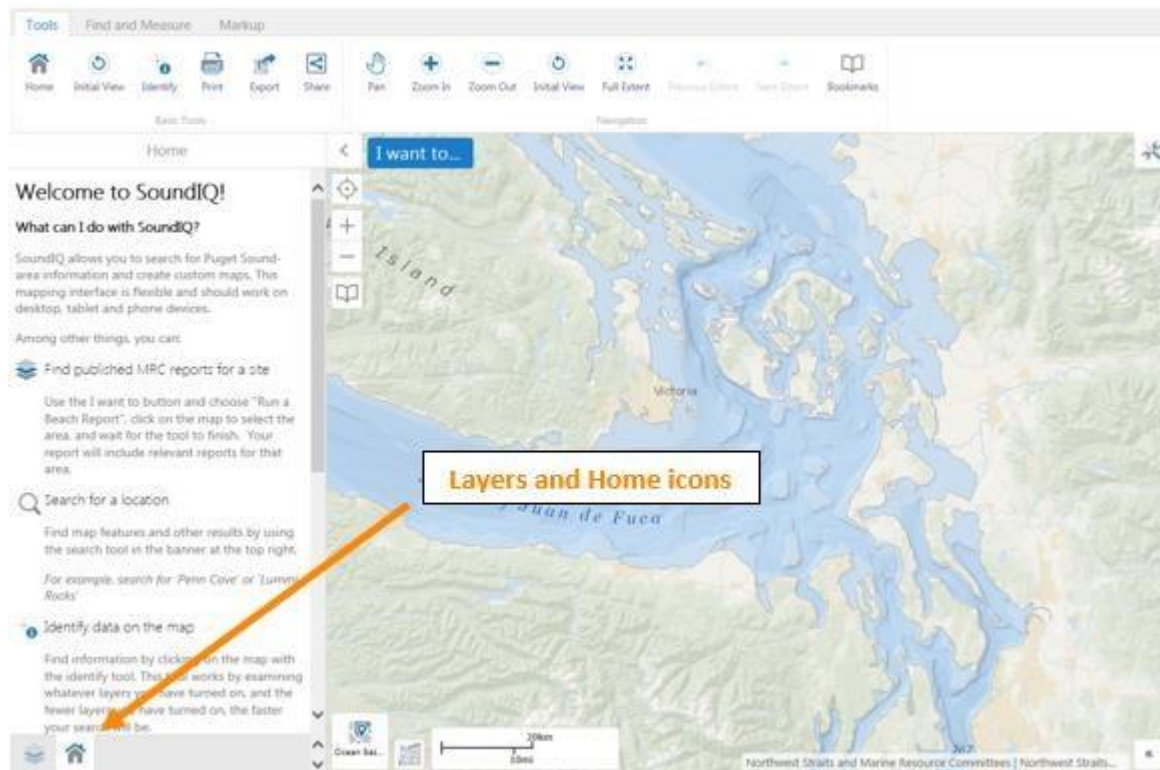 Tools Find and Measure Markup
Home Initial View Identify Print Export Share Pan Zoom In Zoom Out Initial View Full Extent Previous Extent Next Extent Bookmarks
Basic Tools Navigation
Home
I want to...
Welcome to SoundIQ!
What can I do with SoundIQ?
SoundIQ allows you to search for Puget Sound-
area information and create custom maps. This
mapping interface is flexible and should work on
desktop, tablet and phone devices.
Among other things, you can:
Find published MRC reports for a site
Use the I want to button and choose "Run a
Beach Report", click on the map to select the
area, and wait for the tool to finish. Your
report will include relevant reports for that
area.
Search for a location
Find map features and other results by using
the search tool in the banner at the top right.
For example, search for 'Penn Cove' or 'Lummi
Rocks'
Identify data on the map
Find information by clicking on the map with
the identify tool. This tool works by examining
whatever layers you have turned on, and the
fewer layers you have turned on, the faster
your search will be.
Island
Victoria
Layers and Home icons
Juan de Fuca
Ocean Bas...
20km
10mi
Northwest Straits and Marine Resource Committees | Northwest Straits...